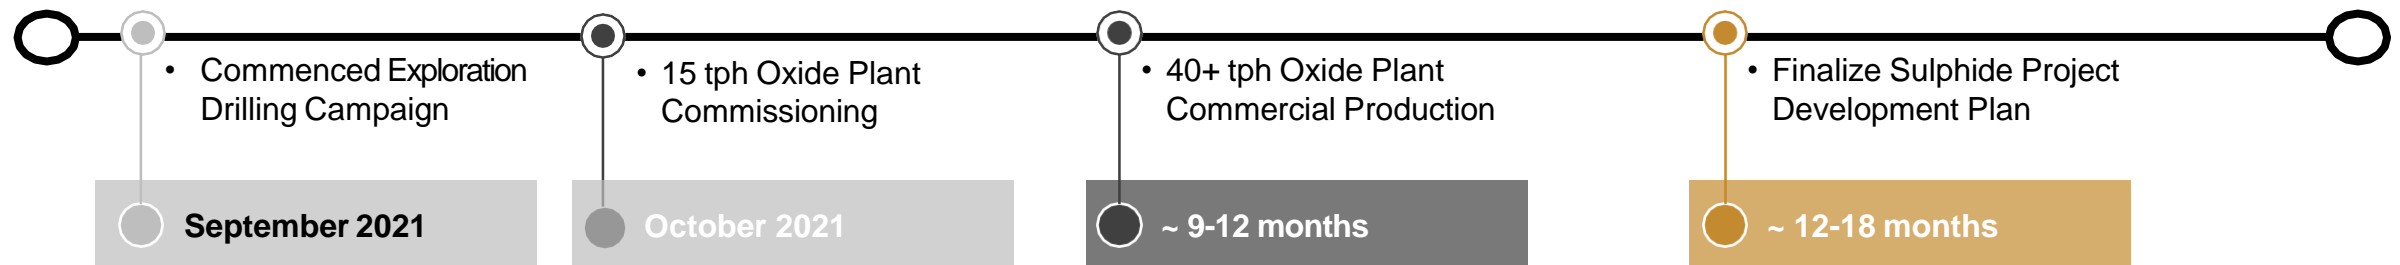 • Commenced Exploration
Drilling Campaign
September 2021
• 15 tph Oxide Plant
Commissioning
October 2021
• 40+ tph Oxide Plant
Commercial Production
~ 9-12 months
• Finalize Sulphide Project
Development Plan
~ 12-18 months